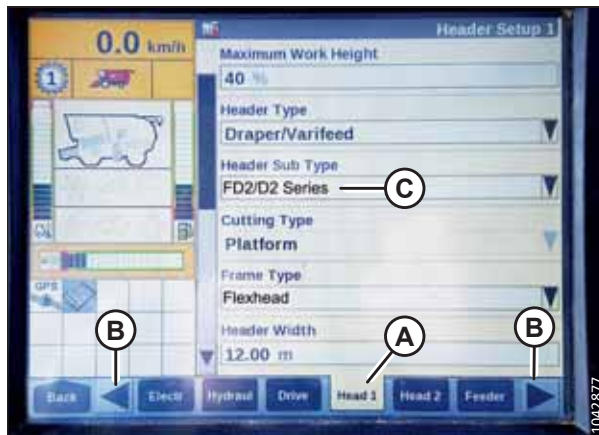 0.0 km/h
Header Setup 1
1
Maximum Work Height
40 %
Header Type
Draper/Varifeed
Header Sub Type
FD2/D2 Series
C
Cutting Type
Platform
Frame Type
Flexhead
GPS
Header Width
12.00 m
B
A
B
Back
Electr
Hydraul
Drive
Head 1
Head 2
Feeder
1042877